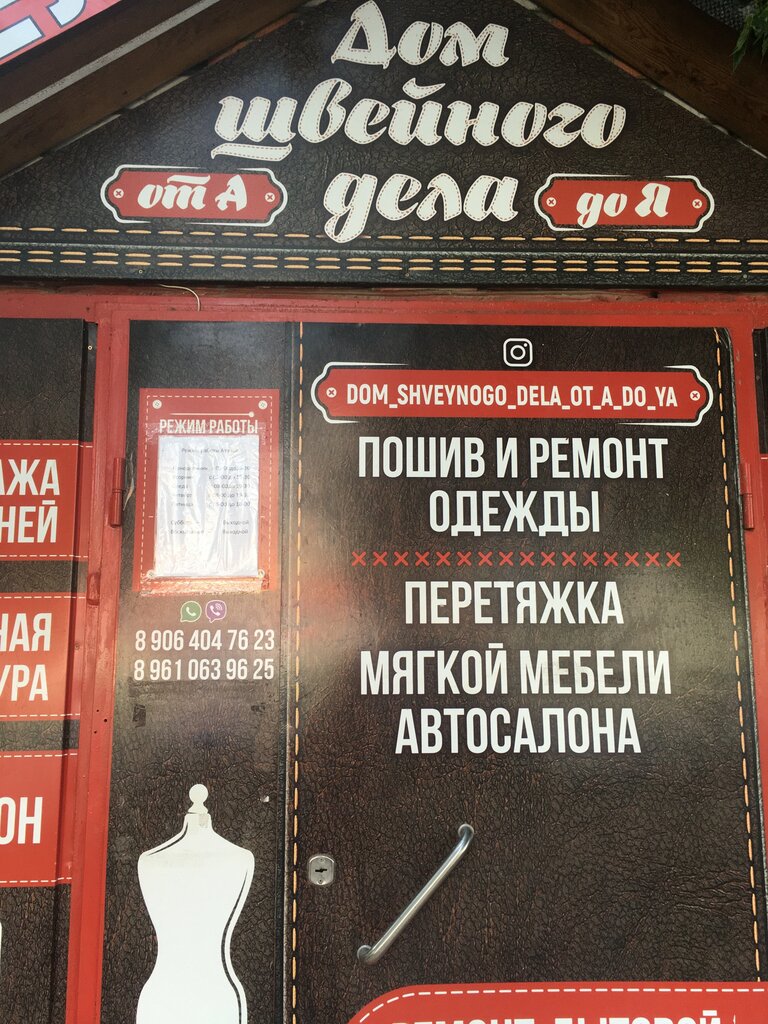 Дом
швейного
дела
от А
до Я
DOM_SHVEYNOGO_DELA_OT_A_DO_YA
РЕЖИМ РАБОТЫ
ПОШИВ И РЕМОНТ
ОДЕЖДЫ
ПЕРЕТЯЖКА
МЯГКОЙ МЕБЕЛИ
АВТОСАЛОНА
8 906 404 76 23
8 961 063 96 25
АЖА
НЕЙ
НАЯ
УРА
ОН